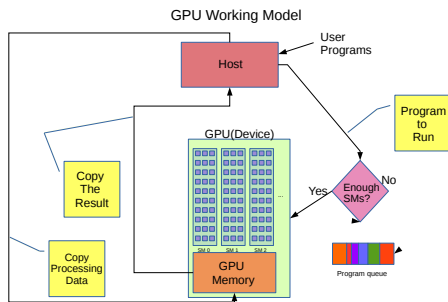 GPU Working Model
User
Programs
Host
Program
to
Run
GPU(Device)
Copy
The
Result
Yes
Enough
SMs?
No
...
SM 0
SM 1
SM 2
GPU
Memory
Copy
Processing
Data
Program queue